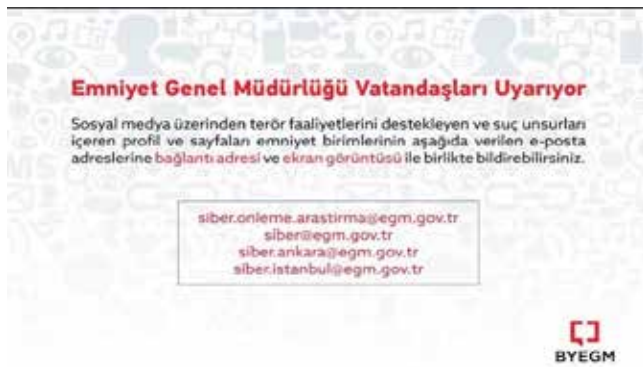 Emniyet Genel Müdürlüğü Vatandaşları Uyarıyor
Sosyal medya üzerinden terör faaliyetlerini destekleyen ve suç unsurları
içeren profil ve sayfaları emniyet birimlerinin aşağıda verilen e-posta
adreslerine bağlantı adresi ve ekran görüntüsü ile birlikte bildirebilirsiniz.
siber.onleme.arastirma@egm.gov.tr
siber@egm.gov.tr
siber.ankara@egm.gov.tr
siber.istanbul@egm.gov.tr
BYEGM